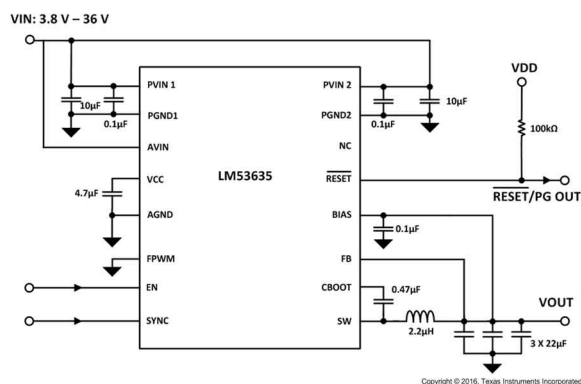 VIN: 3.8 V – 36 V
VDD
PVIN 1
PVIN 2
10µF
0.1µF
PGND1
PGND2
0.1µF
10µF
100kΩ
AVIN
NC
LM53635
VCC
RESET
RESET/PG OUT
4.7µF
AGND
BIAS
0.1µF
FPWM
FB
EN
CBOOT
0.47µF
VOUT
SYNC
SW
2.2µH
3 X 22µF
Copyright © 2016, Texas Instruments Incorporated